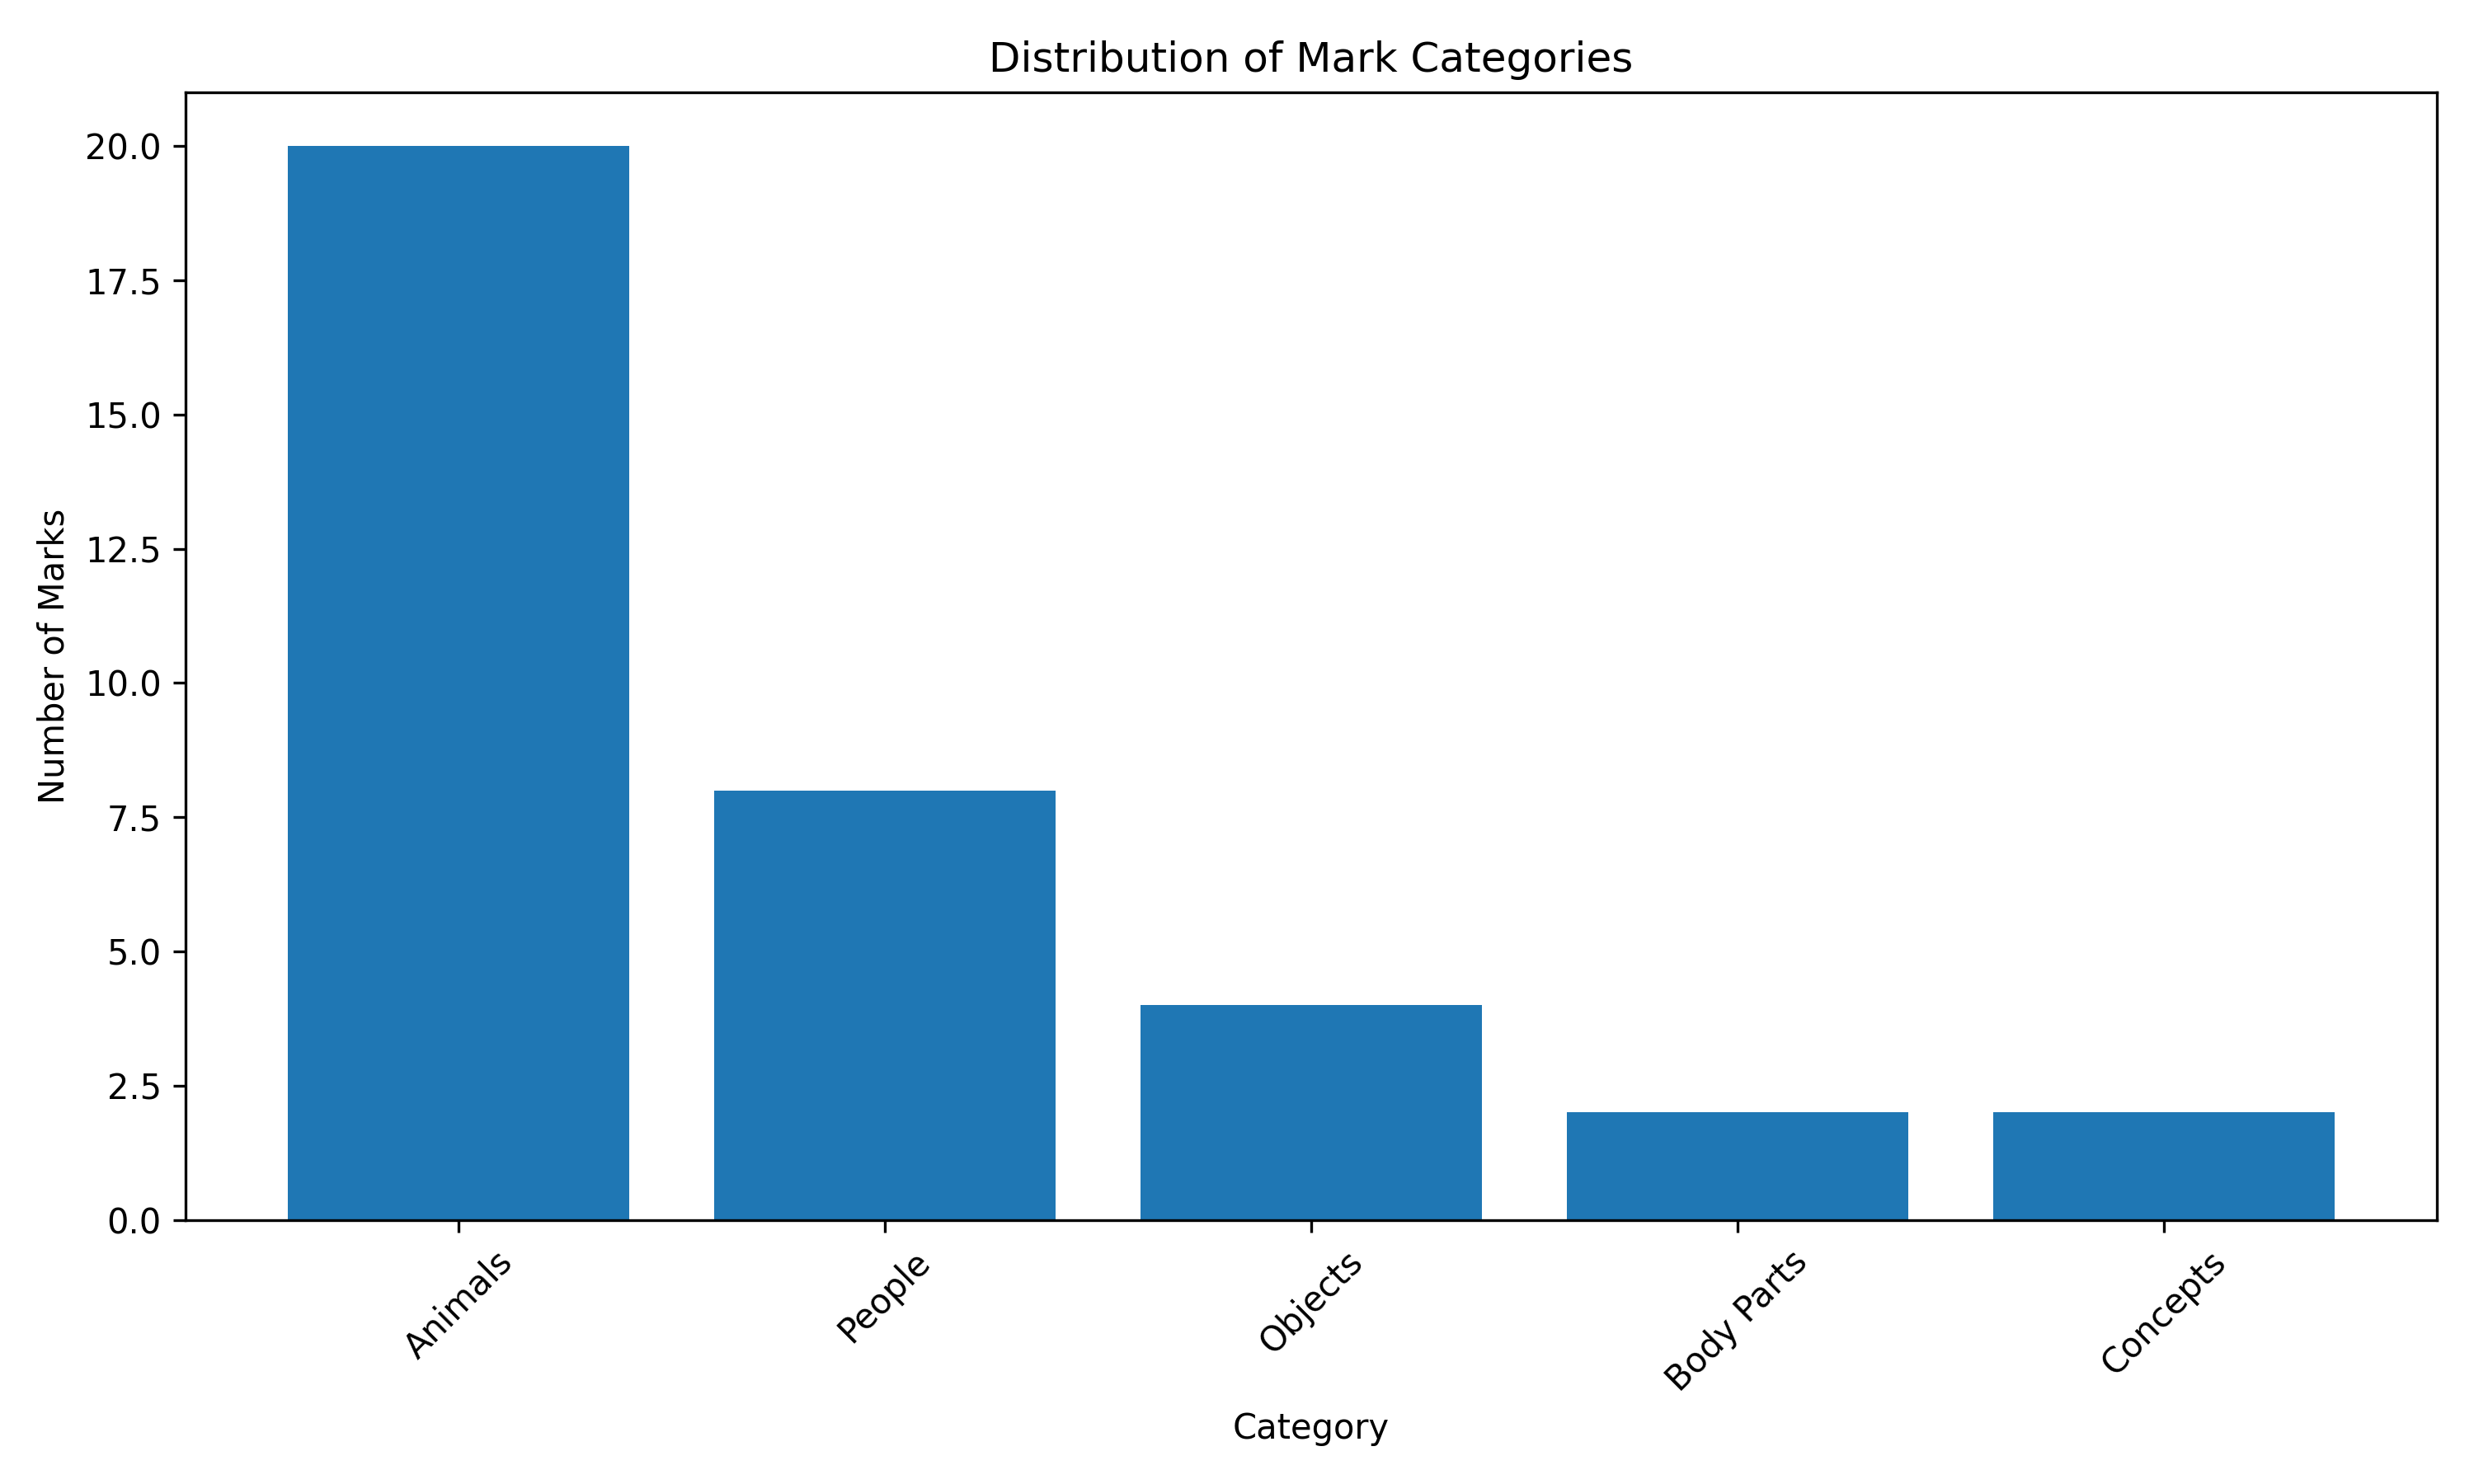 Distribution of Mark Categories
Number of Marks
20.0
17.5
15.0
12.5
10.0
7.5
5.0
2.5
0.0
Animals
People
Objects
Body Parts
Concepts
Category